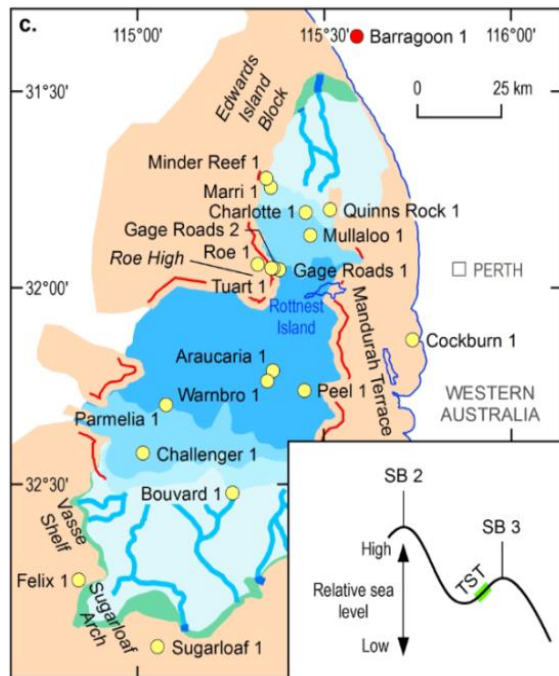 c.
115°00'
115°30'
116°00'
Barragoon 1
0
25 km
31°30'
Edwards
Island
Block
Minder Reef 1
Marri 1
Charlotte 1
Quinns Rock 1
Gage Roads 2
Mullaloo 1
Roe 1
Roe High
Gage Roads 1
PERTH
Tuart 1
32°00'
Rottnest
Island
Mandurah Terrace
Cockburn 1
Araucaria 1
Warnbro 1
Peel 1
WESTERN
AUSTRALIA
Parmelia 1
Challenger 1
32°30'
Bouvard 1
Vasse
Shelf
Felix 1
Sugarloaf
Arch
Sugarloaf 1
SB 2
SB 3
High
TST
Relative sea
level
Low